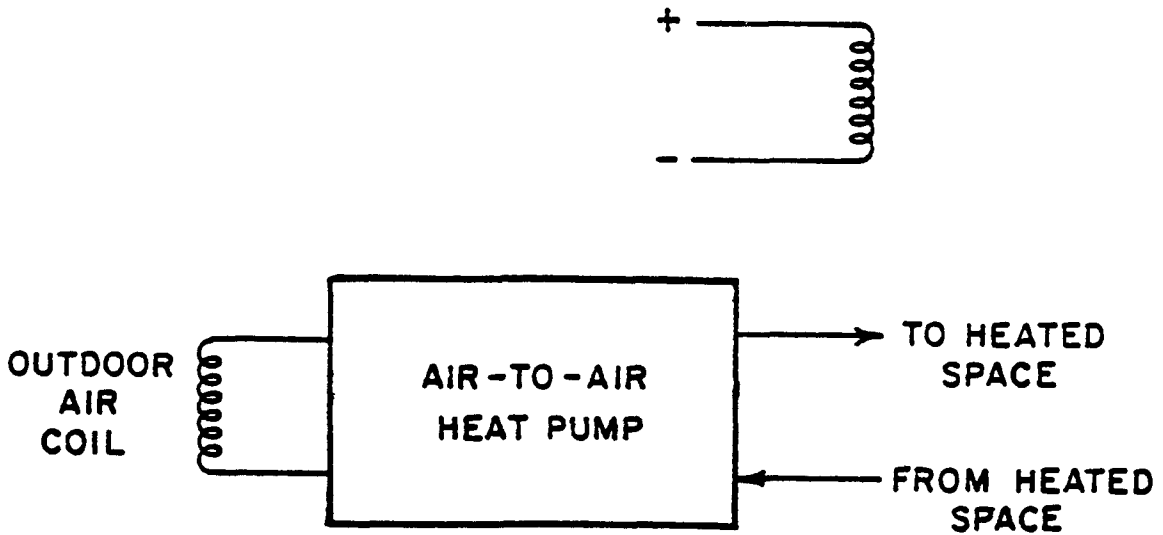 +
-
OUTDOOR
AIR
COIL
AIR-TO-AIR
HEAT PUMP
TO HEATED
SPACE
FROM HEATED
SPACE